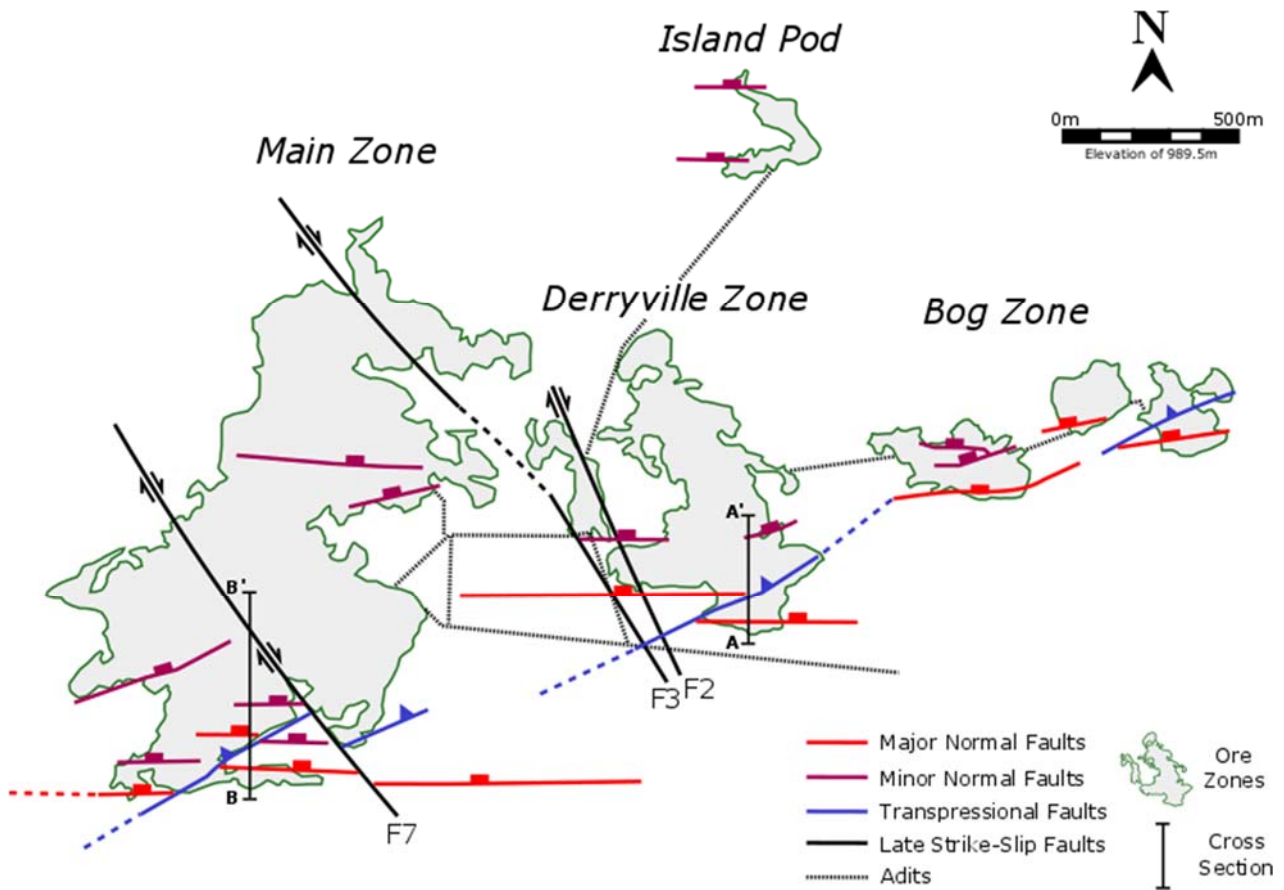 Island Pod
N
0m 500m
Elevation of 989.5m
Main Zone
Derryville Zone
Bog Zone
A'
B'
A
F3 F2
B
F7
Major Normal Faults
Minor Normal Faults
Transpressional Faults
Late Strike-Slip Faults
Adits
Ore
Zones
Cross
Section